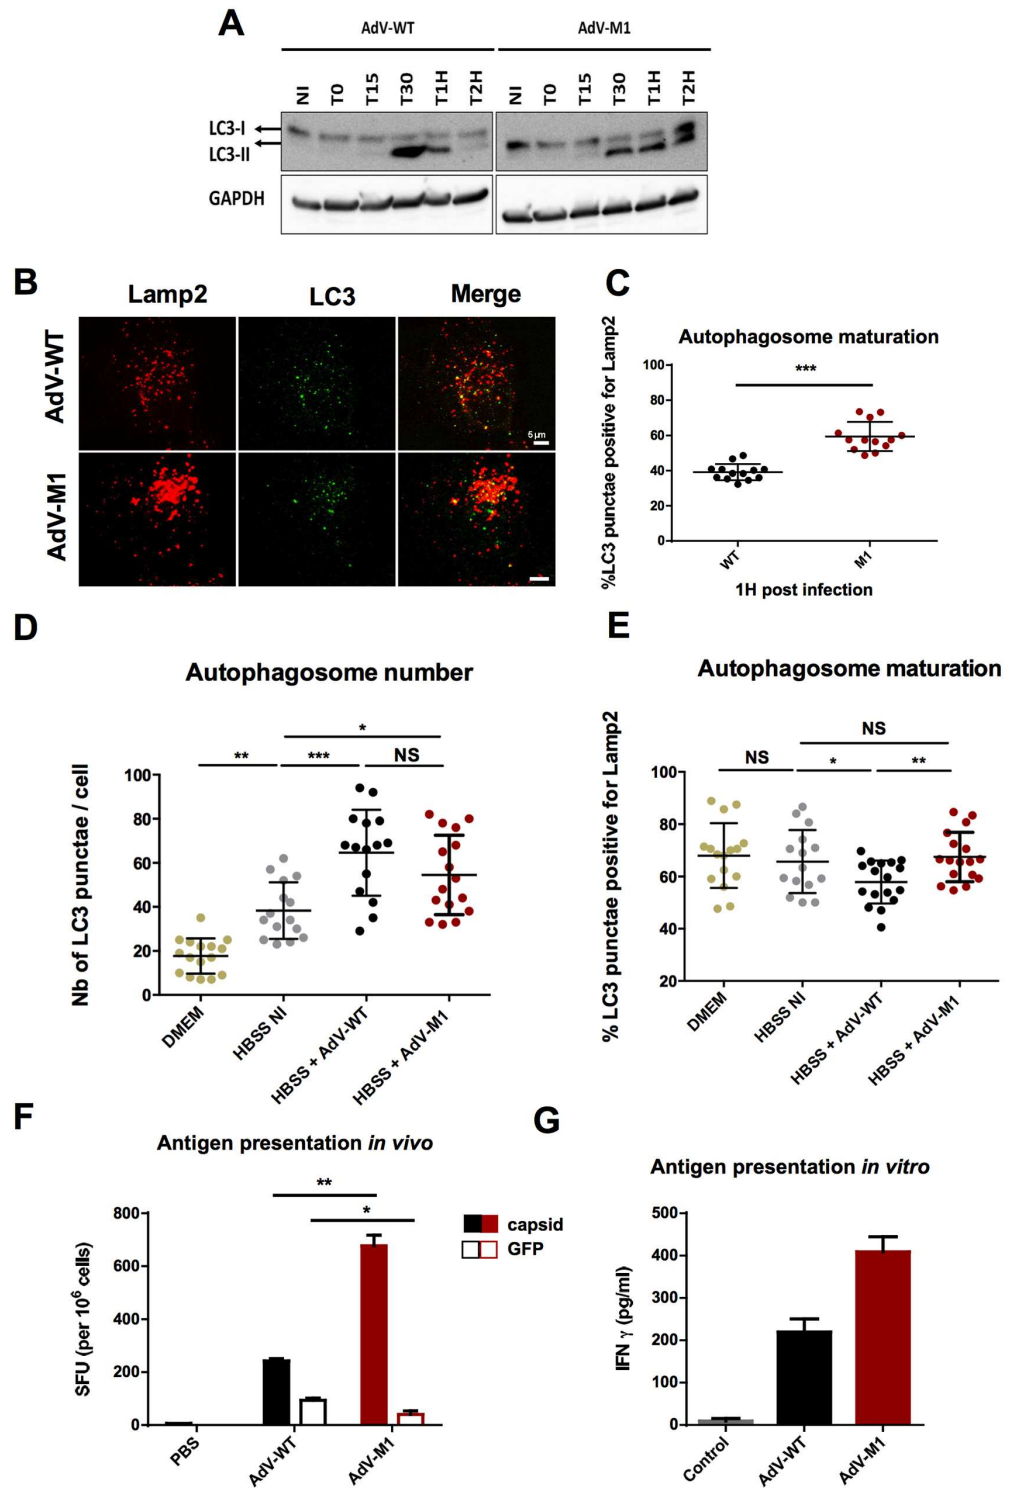 A
AdV-WT
AdV-M1
NI T0 T15 T30 T1H T2H
NI T0 T15 T30 T1H T2H
LC3-I
LC3-II
GAPDH
B
Lamp2 LC3 Merge
AdV-WT
5 µm
AdV-M1
C
Autophagosome maturation
%LC3 punctae positive for Lamp2
***
100
80
60
40
20
0
WT M1
1H post infection
D
Autophagosome number
Nb of LC3 punctae / cell
*
** *** NS
100
80
60
40
20
0
DMEM
HBSS NI
HBSS + AdV-WT
HBSS + AdV-M1
E
Autophagosome maturation
% LC3 punctae positive for Lamp2
NS
NS * **
100
80
60
40
20
DMEM
HBSS NI
HBSS + AdV-WT
HBSS + AdV-M1
F
Antigen presentation in vivo
SFU (per 10⁶ cells)
**
*
capsid
GFP
800
600
400
200
0
PBS
AdV-WT
AdV-M1
G
Antigen presentation in vitro
IFN γ (pg/ml)
500
400
300
200
100
0
Control
AdV-WT
AdV-M1